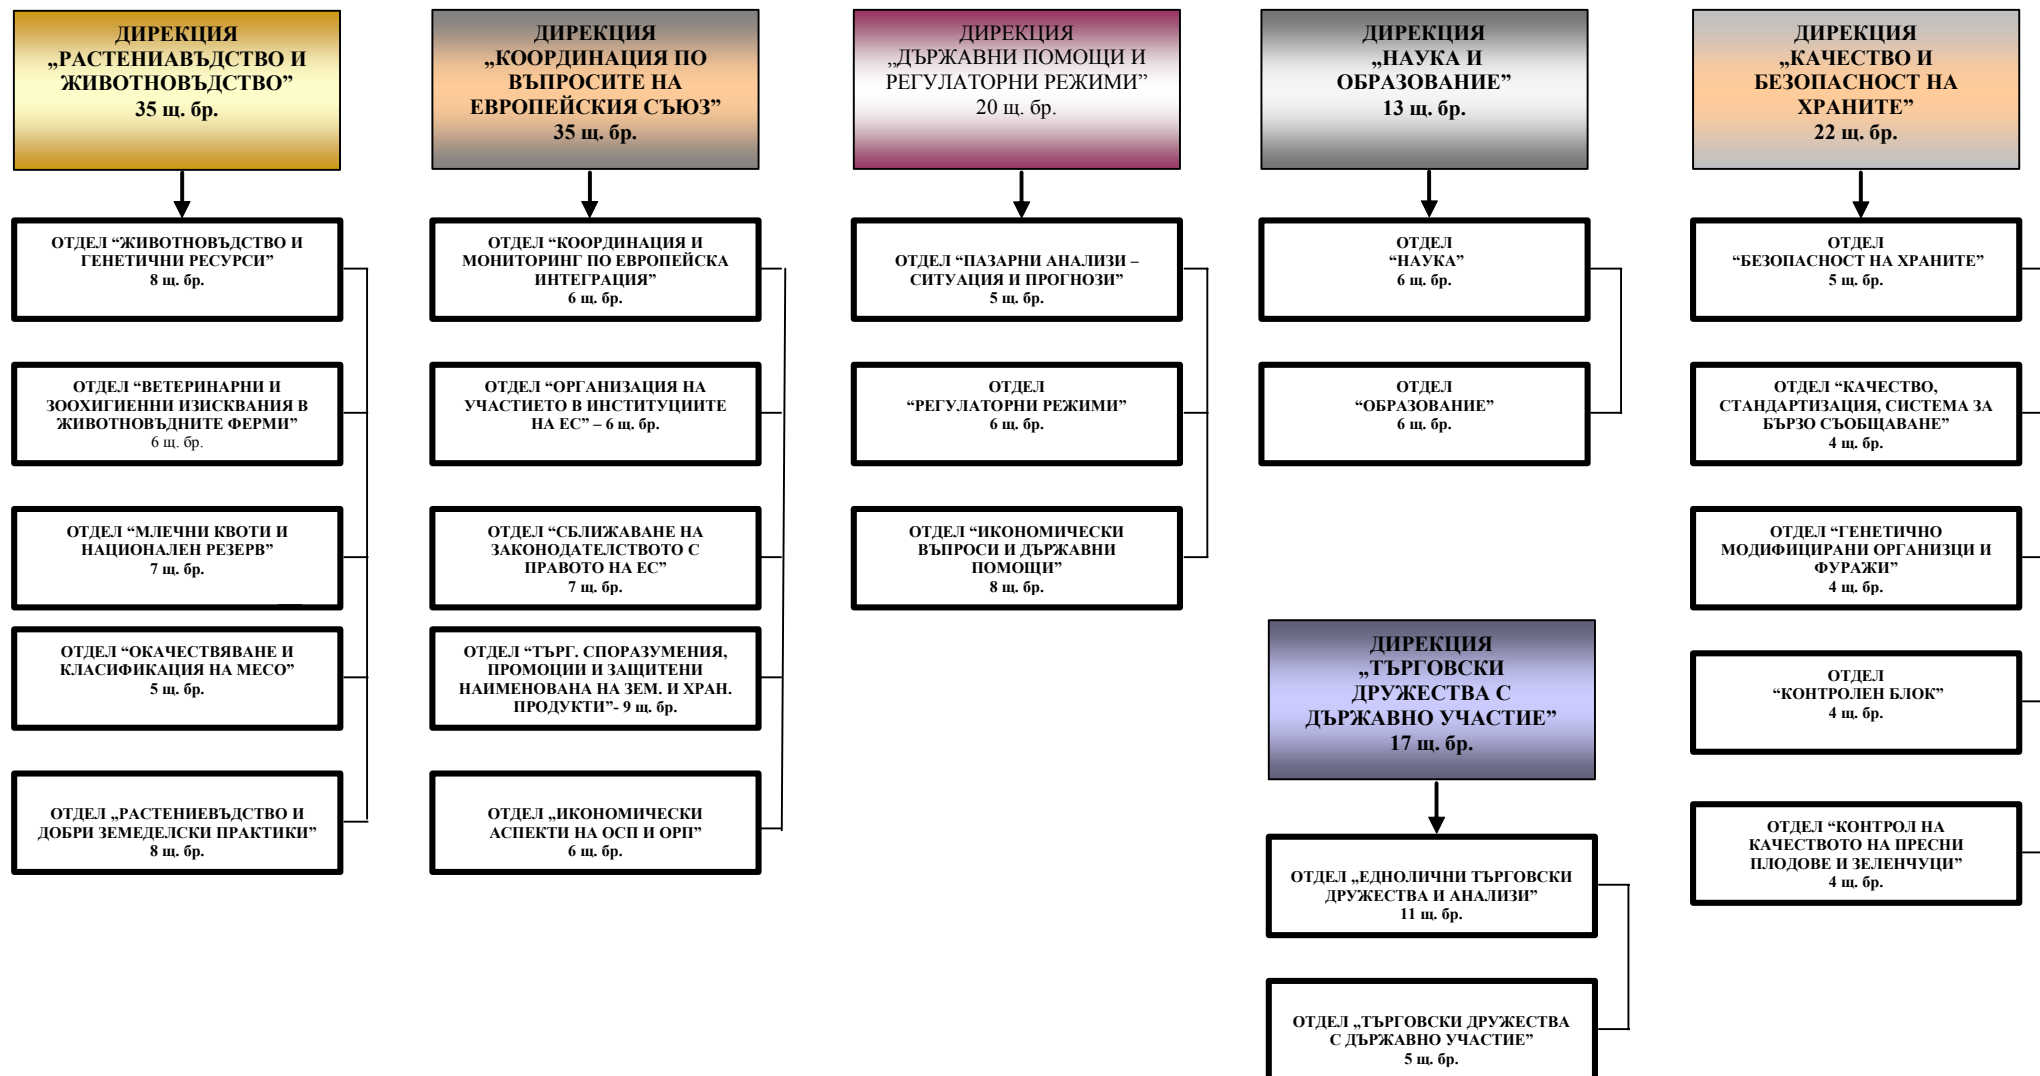 ДИРЕКЦИЯ
„РАСТЕНИАВЪДСТВО И
ЖИВОТНОВЪДСТВО”
35 щ. бр.
ОТДЕЛ “ЖИВОТНОВЪДСТВО И
ГЕНЕТИЧНИ РЕСУРСИ”
8 щ. бр.
ОТДЕЛ “ВЕТЕРИНАРНИ И
ЗООХИГИЕННИ ИЗИСКВАНИЯ В
ЖИВОТНОВЪДНИТЕ ФЕРМИ”
6 щ. бр.
ОТДЕЛ “МЛЕЧНИ КВОТИ И
НАЦИОНАЛЕН РЕЗЕРВ”
7 щ. бр.
ОТДЕЛ “ОКАЧЕСТВЯВАНЕ И
КЛАСИФИКАЦИЯ НА МЕСО”
5 щ. бр.
ОТДЕЛ „РАСТЕНИЕВЪДСТВО И
ДОБРИ ЗЕМЕДЕЛСКИ ПРАКТИКИ”
8 щ. бр.
ДИРЕКЦИЯ
„КООРДИНАЦИЯ ПО
ВЪПРОСИТЕ НА
ЕВРОПЕЙСКИЯ СЪЮЗ”
35 щ. бр.
ОТДЕЛ “КООРДИНАЦИЯ И
МОНИТОРИНГ ПО ЕВРОПЕЙСКА
ИНТЕГРАЦИЯ”
6 щ. бр.
ОТДЕЛ “ОРГАНИЗАЦИЯ НА
УЧАСТИЕТО В ИНСТИТУЦИИТЕ
НА ЕС” – 6 щ. бр.
ОТДЕЛ “СБЛИЖАВАНЕ НА
ЗАКОНОДАТЕЛСТВОТО С
ПРАВОТО НА ЕС”
7 щ. бр.
ОТДЕЛ “ТЪРГ. СПОРАЗУМЕНИЯ,
ПРОМОЦИИ И ЗАЩИТЕНИ
НАИМЕНОВАНА НА ЗЕМ. И ХРАН.
ПРОДУКТИ”- 9 щ. бр.
ОТДЕЛ „ИКОНОМИЧЕСКИ
АСПЕКТИ НА ОСП И ОРП”
6 щ. бр.
ДИРЕКЦИЯ
„ДЪРЖАВНИ ПОМОЩИ И
РЕГУЛАТОРНИ РЕЖИМИ”
20 щ. бр.
ОТДЕЛ “ПАЗАРНИ АНАЛИЗИ –
СИТУАЦИЯ И ПРОГНОЗИ”
5 щ. бр.
ОТДЕЛ
“РЕГУЛАТОРНИ РЕЖИМИ”
6 щ. бр.
ОТДЕЛ “ИКОНОМИЧЕСКИ
ВЪПРОСИ И ДЪРЖАВНИ
ПОМОЩИ”
8 щ. бр.
ДИРЕКЦИЯ
„НАУКА И
ОБРАЗОВАНИЕ”
13 щ. бр.
ОТДЕЛ
“НАУКА”
6 щ. бр.
ОТДЕЛ
“ОБРАЗОВАНИЕ”
6 щ. бр.
ДИРЕКЦИЯ
„ТЪРГОВСКИ
ДРУЖЕСТВА С
ДЪРЖАВНО УЧАСТИЕ”
17 щ. бр.
ОТДЕЛ „ЕДНОЛИЧНИ ТЪРГОВСКИ
ДРУЖЕСТВА И АНАЛИЗИ”
11 щ. бр.
ОТДЕЛ „ТЪРГОВСКИ ДРУЖЕСТВА
С ДЪРЖАВНО УЧАСТИЕ”
5 щ. бр.
ДИРЕКЦИЯ
„КАЧЕСТВО И
БЕЗОПАСНОСТ НА
ХРАНИТЕ”
22 щ. бр.
ОТДЕЛ
“БЕЗОПАСНОСТ НА ХРАНИТЕ”
5 щ. бр.
ОТДЕЛ “КАЧЕСТВО,
СТАНДАРТИЗАЦИЯ, СИСТЕМА ЗА
БЪРЗО СЪОБЩАВАНЕ”
4 щ. бр.
ОТДЕЛ “ГЕНЕТИЧНО
МОДИФИЦИРАНИ ОРГАНИЗЦИ И
ФУРАЖИ”
4 щ. бр.
ОТДЕЛ
“КОНТРОЛЕН БЛОК”
4 щ. бр.
ОТДЕЛ “КОНТРОЛ НА
КАЧЕСТВОТО НА ПРЕСНИ
ПЛОДОВЕ И ЗЕЛЕНЧУЦИ”
4 щ. бр.